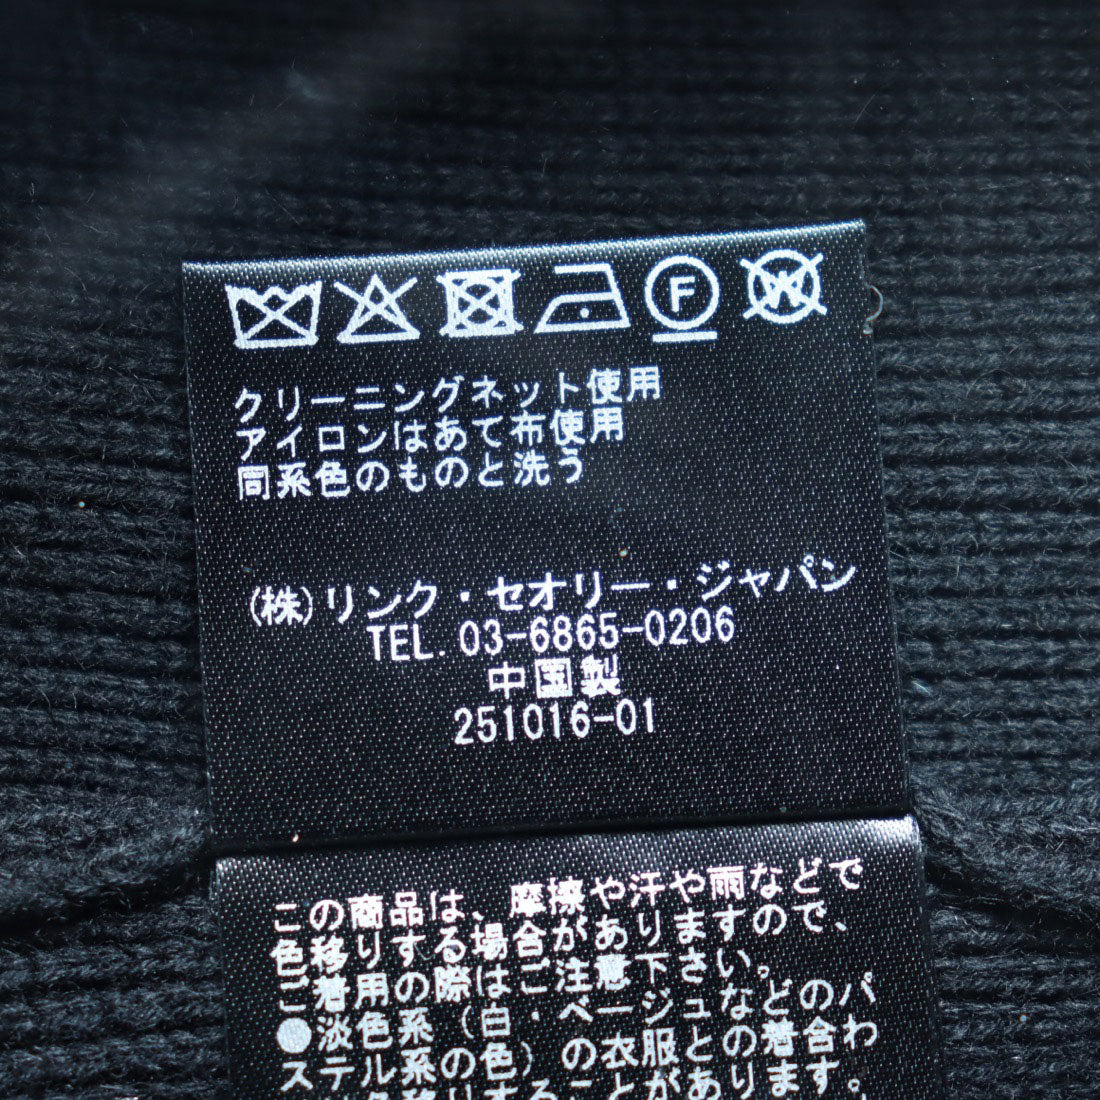 F W
クリーニングネット使用
アイロンはあて布使用
同系色のものと洗う
(株)リンク・セオリー・ジャパン
TEL. 03-6865-0206
中国製
251016-01
この商品は、摩擦や汗や雨などで
色移りする場合がありますので、
ご着用の際はご注意下さい。
●淡色系(白・ベージュなどのパ
ステル系の色)の衣服との着合わ